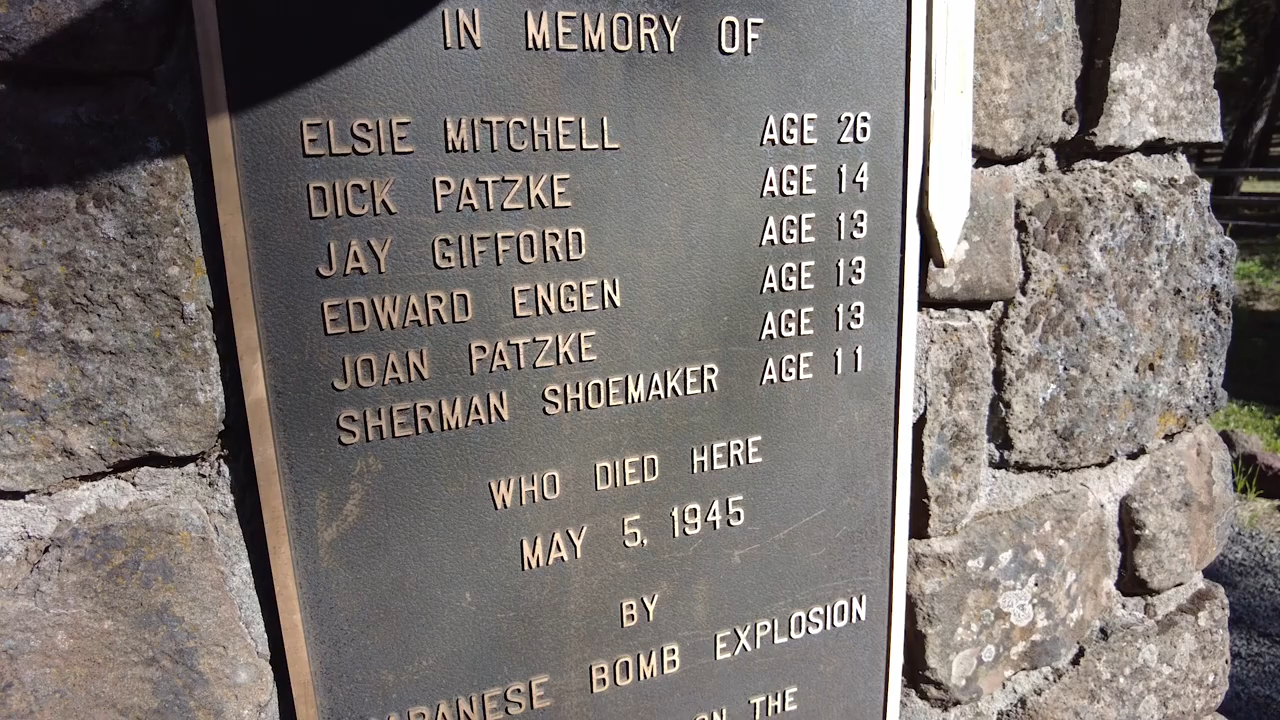 IN MEMORY OF
ELSIE MITCHELL AGE 26
DICK PATZKE AGE 14
JAY GIFFORD AGE 13
EDWARD ENGEN AGE 13
JOAN PATZKE AGE 13
SHERMAN SHOEMAKER AGE 11
WHO DIED HERE
MAY 5, 1945
BY
JAPANESE BOMB EXPLOSION
ON THE